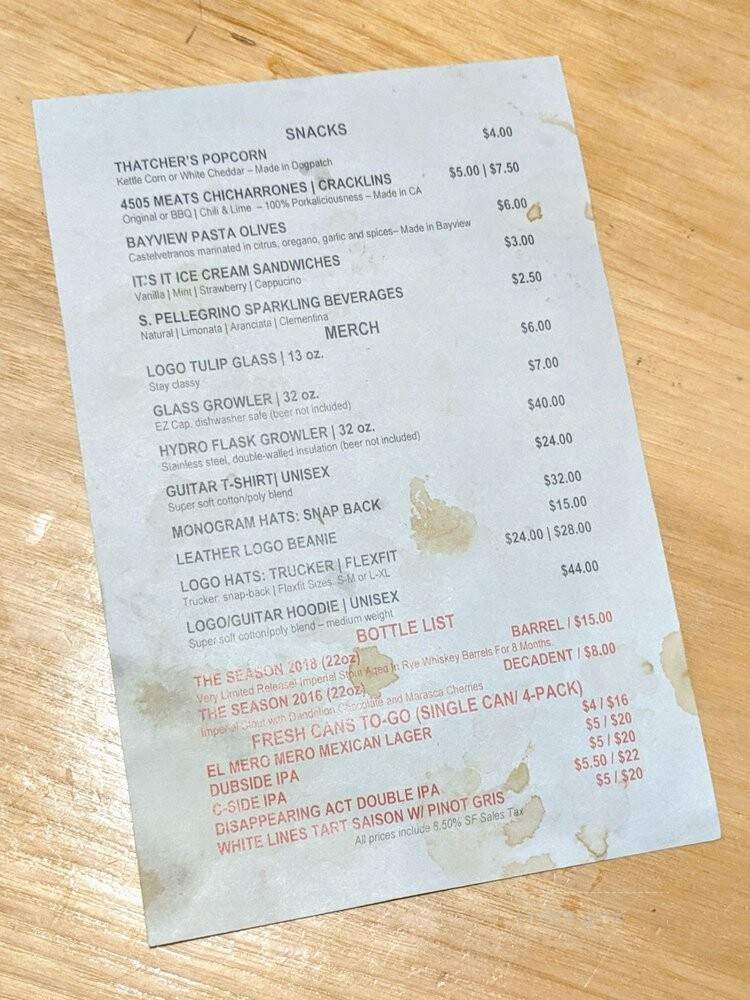 SNACKS
THATCHER'S POPCORN $4.00
Kettle Corn or White Cheddar – Made in Dogpatch
4505 MEATS CHICHARRONES | CRACKLINS $5.00 | $7.50
Original or BBQ | Chili & Lime – 100% Porkaliciousness – Made in CA
BAYVIEW PASTA OLIVES $6.00
Castelvetranos marinated in citrus, oregano, garlic and spices– Made in Bayview
IT'S IT ICE CREAM SANDWICHES $3.00
Vanilla | Mint | Strawberry | Cappucino
S. PELLEGRINO SPARKLING BEVERAGES $2.50
Natural | Limonata | Aranciata | Clementina
MERCH
LOGO TULIP GLASS | 13 oz. $6.00
Stay classy
GLASS GROWLER | 32 oz. $7.00
EZ Cap, dishwasher safe (beer not included)
HYDRO FLASK GROWLER | 32 oz. $40.00
Stainless steel, double-walled insulation (beer not included)
GUITAR T-SHIRT| UNISEX $24.00
Super soft cotton/poly blend
MONOGRAM HATS: SNAP BACK $32.00
LEATHER LOGO BEANIE $15.00
LOGO HATS: TRUCKER | FLEXFIT $24.00 | $28.00
Trucker: snap-back | Flexfit Sizes: S-M or L-XL
LOGO/GUITAR HOODIE | UNISEX $44.00
Super soft cotton/poly blend – medium weight
BOTTLE LIST
THE SEASON 2018 (22oz) BARREL / $15.00
Very Limited Release! Imperial Stout Aged in Rye Whiskey Barrels For 8 Months
THE SEASON 2016 (22oz) DECADENT / $8.00
Imperial Stout with Dandelion Chocolate and Marasca Cherries
FRESH CANS TO-GO (SINGLE CAN/ 4-PACK)
EL MERO MERO MEXICAN LAGER $4 / $16
DUBSIDE IPA $5 / $20
C-SIDE IPA $5 / $20
DISAPPEARING ACT DOUBLE IPA $5.50 / $22
WHITE LINES TART SAISON W/ PINOT GRIS $5 / $20
All prices include 8.50% SF Sales Tax